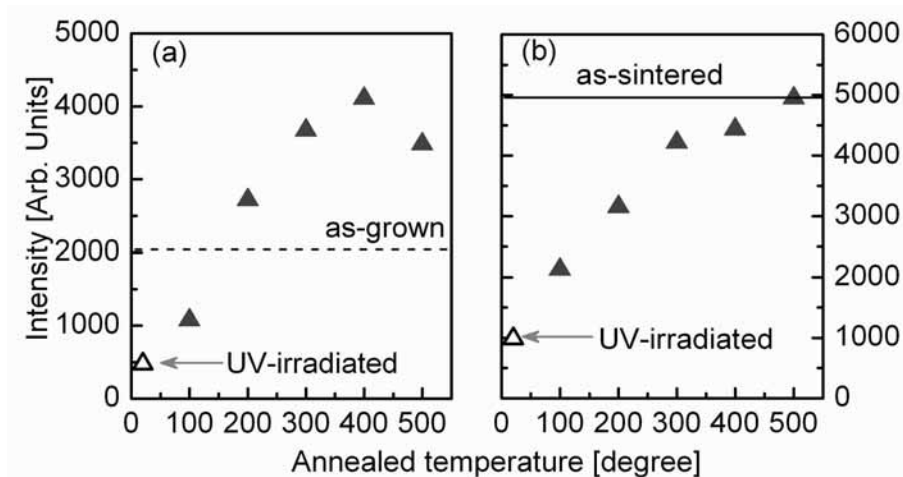 5000
4000
3000
2000
1000
0
Intensity [Arb. Units]
(a)
as-grown
UV-irradiated
0 100 200 300 400 500
(b)
as-sintered
UV-irradiated
0 100 200 300 400 500
6000
5000
4000
3000
2000
1000
0
Annealed temperature [degree]